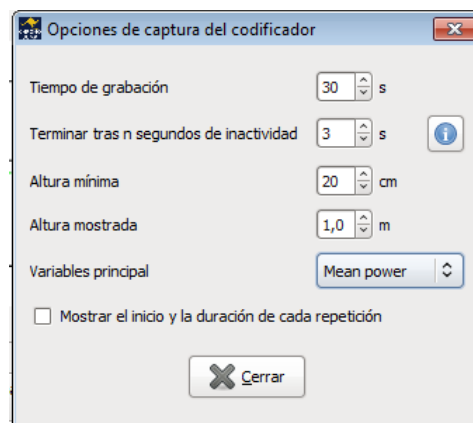 Opciones de captura del codificador
Tiempo de grabación 30 s
Terminar tras n segundos de inactividad 3 s
Altura mínima 20 cm
Altura mostrada 1,0 m
Variables principal Mean power
Mostrar el inicio y la duración de cada repetición
Cerrar